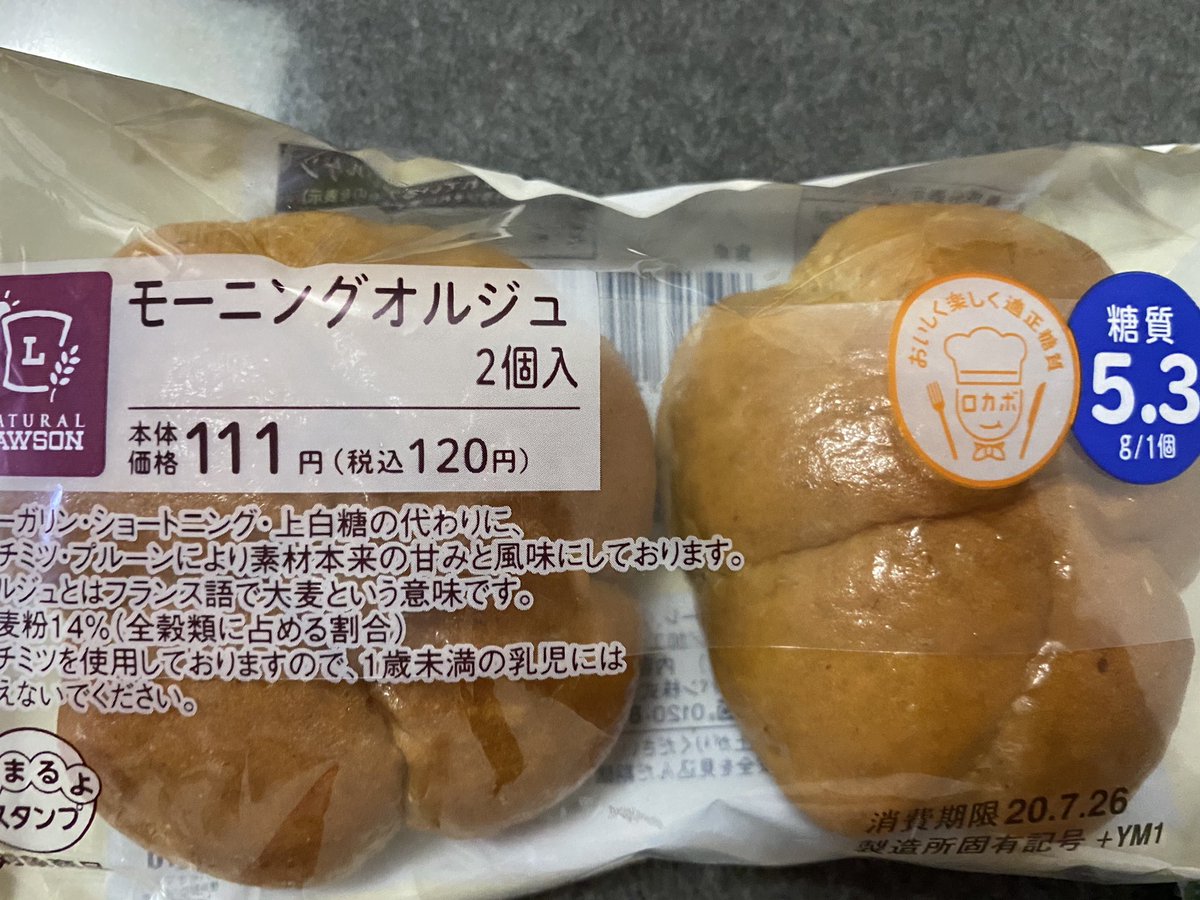 モーニングオルジュ
2個入
本体価格 111円(税込120円)
L
NATURAL
LAWSON
おいしく楽しく適正糖質
ロカボ
糖質
5.3
g/1個
ーガリン・ショートニング・上白糖の代わりに、
チミツ・プルーンにより素材本来の甘みと風味にしております。
ルジュとはフランス語で大麦という意味です。
麦粉14%(全穀類に占める割合)
チミツを使用しておりますので、1歳未満の乳児には
えないでください。
まるよ
スタンプ
消費期限 20.7.26
製造所固有記号 +YM1